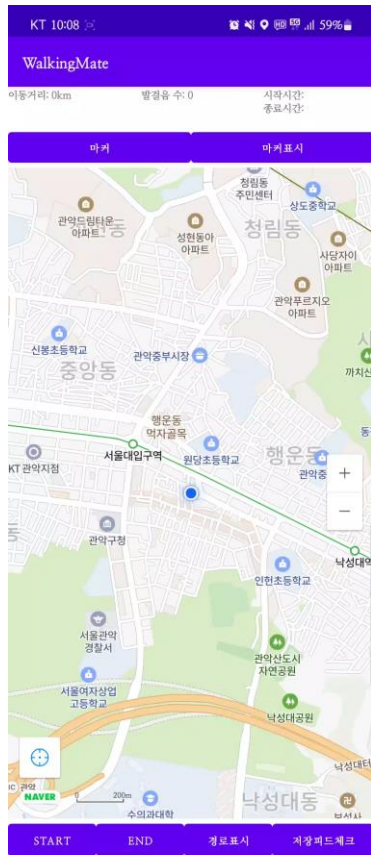 KT 10:08 59%
WalkingMate
이동거리: 0km 발걸음 수: 0 시작시간:
종료시간:
마커 마커표시
청림동
주민센터
상도중학교
관악드림타운
아파트
성현동아
아파트
청림동
사당자이
아파트
관악푸르지오
아파트
신봉초등학교
관악중부시장
까치산
중앙동
행운동
먹자골목
서울대입구역
원당초등학교
행운동
관악중
KT관악지점
+
−
관악구청
낙성대역
인헌초등학교
서울관악
경찰서
관악산도시
자연공원
서울여자상업
고등학교
낙성대공원
낙성대터
관악
NAVER 0 200m
수의과대학
낙성대동
START END 경로표시 저장피드체크